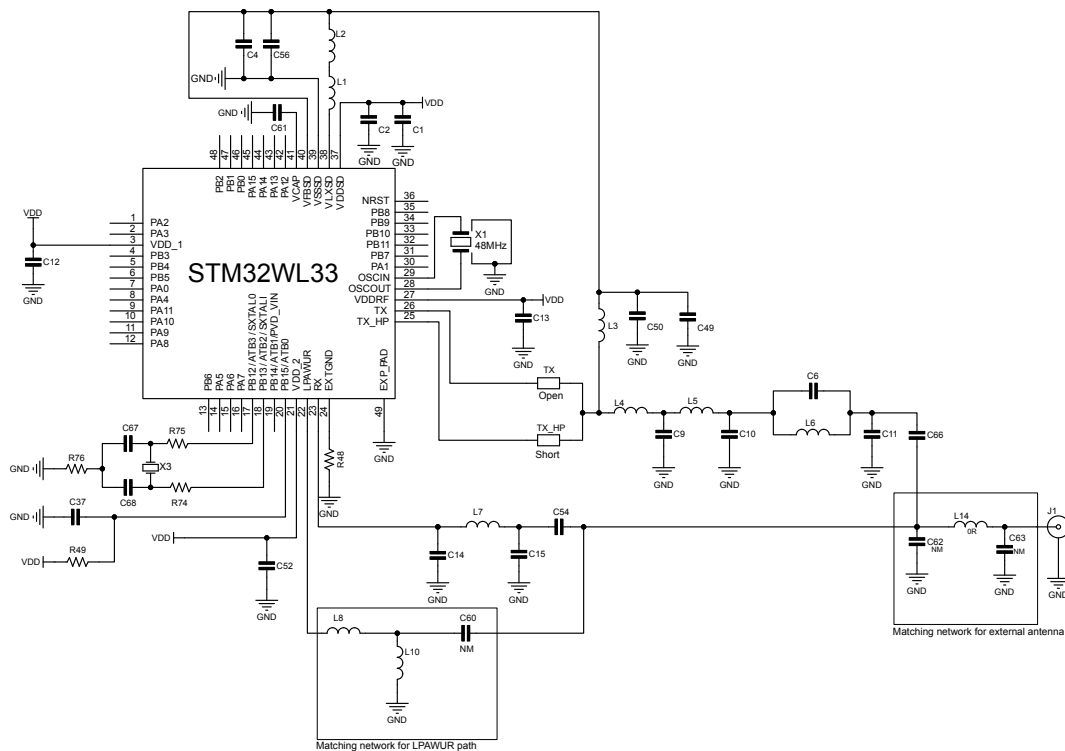 L2
C4
C56
GND
L1
VDD
GND
C61
C2
C1
GND
GND
48
47
46
45
44
43
42
41
40
39
38
37
PB2
PB1
PB0
PA15
PA14
PA13
PA12
VCAP
VFBSD
VSSSD
VLXSD
VDDSD
VDD
C12
GND
1 PA2
2 PA3
3 VDD_1
4 PB3
5 PB4
6 PB5
7 PA0
8 PA4
9 PA11
10 PA10
11 PA9
12 PA8
STM32WL33
NRST 36
PB8 35
PB9 34
PB10 33
PB11 32
PB7 31
PA1 30
OSCIN 29
OSCOUT 28
VDDRF 27
TX 26
TX_HP 25
X1
48MHz
GND
VDD
C13
GND
PB6
PA5
PA6
PA7
PB12/ATB3/SXTAL0
PB13/ATB2/SXTALI
PB14/ATB1/PVD_VIN
PB15/ATB0
VDD_2
LPAWUR
RX
EXTGND
EXP_PAD
13
14
15
16
17
18
19
20
21
22
23
24
49
GND
L3
C50
C49
GND
GND
TX
Open
TX_HP
Short
L4
L5
C6
L6
C9
C10
C11
C66
GND
GND
GND
C67
R75
GND
R76
X3
C68
R74
R48
GND
GND
C37
VDD
R49
VDD
C52
GND
L7
C54
C14
C15
GND
GND
L14
0R
J1
C62
NM
C63
NM
GND
GND
GND
Matching network for external antenna
L8
C60
NM
L10
GND
Matching network for LPAWUR path